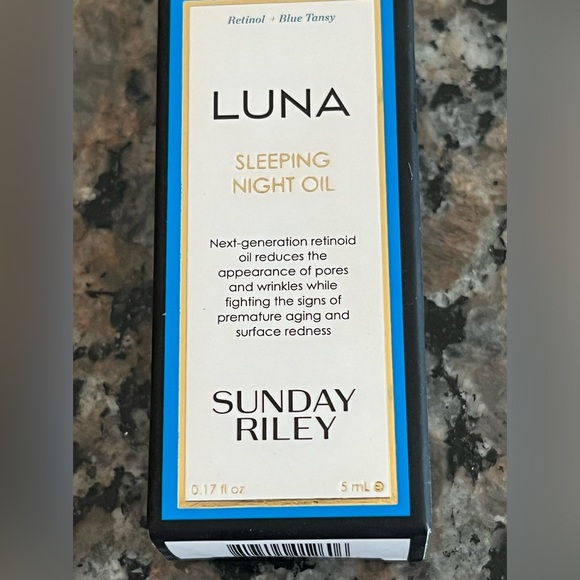 Retinol + Blue Tansy
LUNA
SLEEPING
NIGHT OIL
Next-generation retinoid
oil reduces the
appearance of pores
and wrinkles while
fighting the signs of
premature aging and
surface redness
SUNDAY
RILEY
0.17 fl oz 5 mL ℮